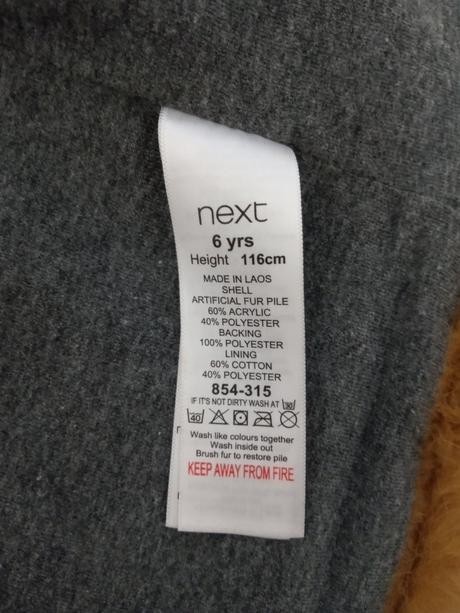 next
6 yrs
Height 116cm
MADE IN LAOS
SHELL
ARTIFICIAL FUR PILE
60% ACRYLIC
40% POLYESTER
BACKING
100% POLYESTER
LINING
60% COTTON
40% POLYESTER
854-315
IF IT'S NOT DIRTY WASH AT 30
40
Wash like colours together
Wash inside out
Brush fur to restore pile
KEEP AWAY FROM FIRE